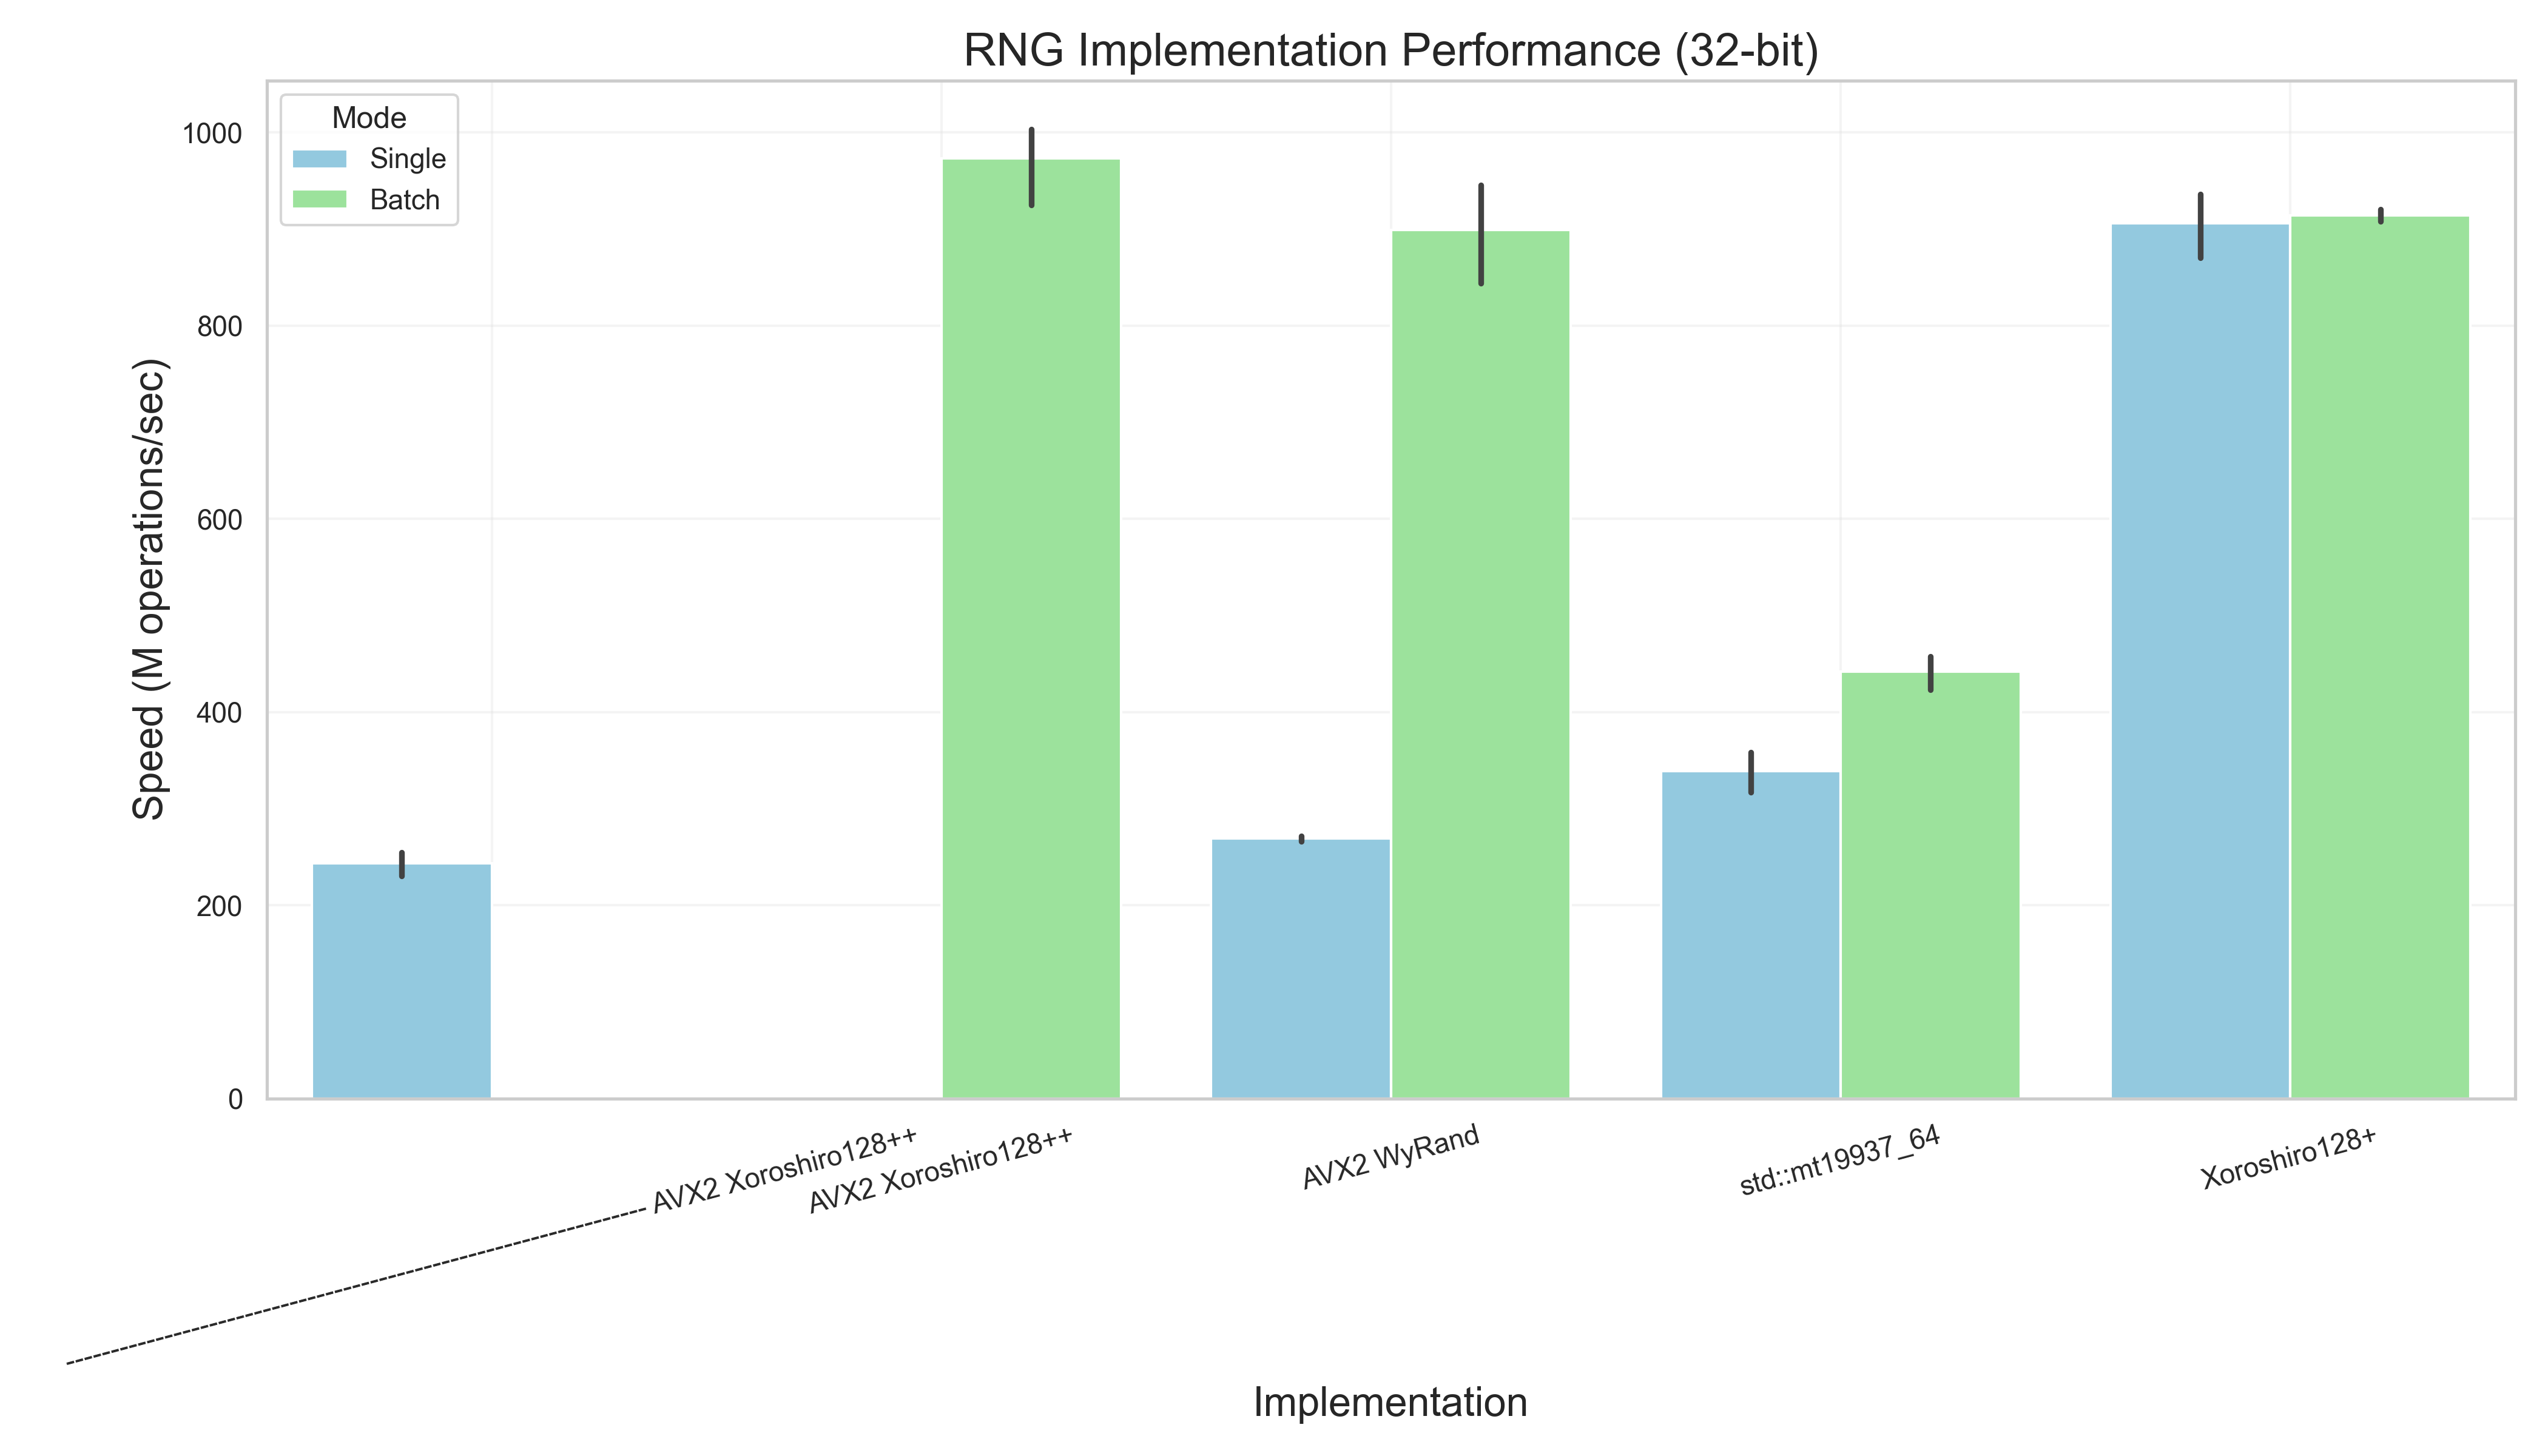 RNG Implementation Performance (32-bit)
Mode
Single
Batch
Speed (M operations/sec)
1000
800
600
400
200
0
AVX2 Xoroshiro128++
AVX2 Xoroshiro128++
AVX2 WyRand
std::mt19937_64
Xoroshiro128+
Implementation